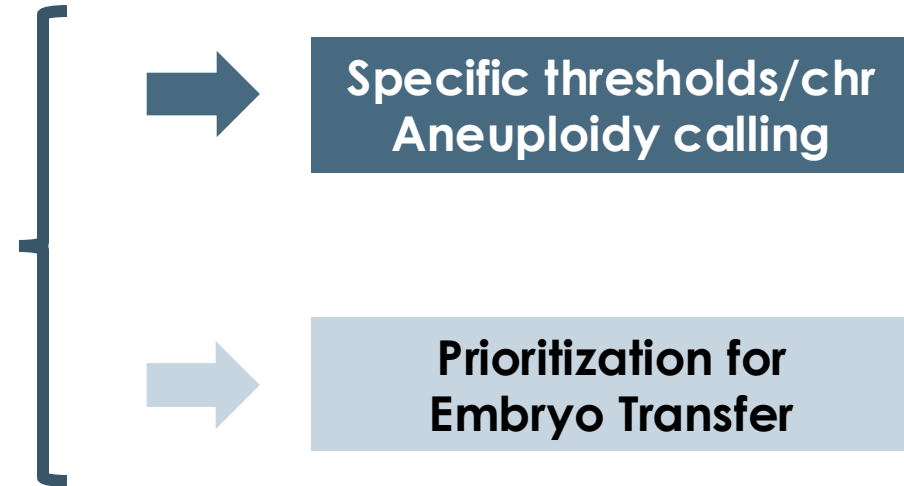 Specific thresholds/chr
Aneuploidy calling
Prioritization for
Embryo Transfer